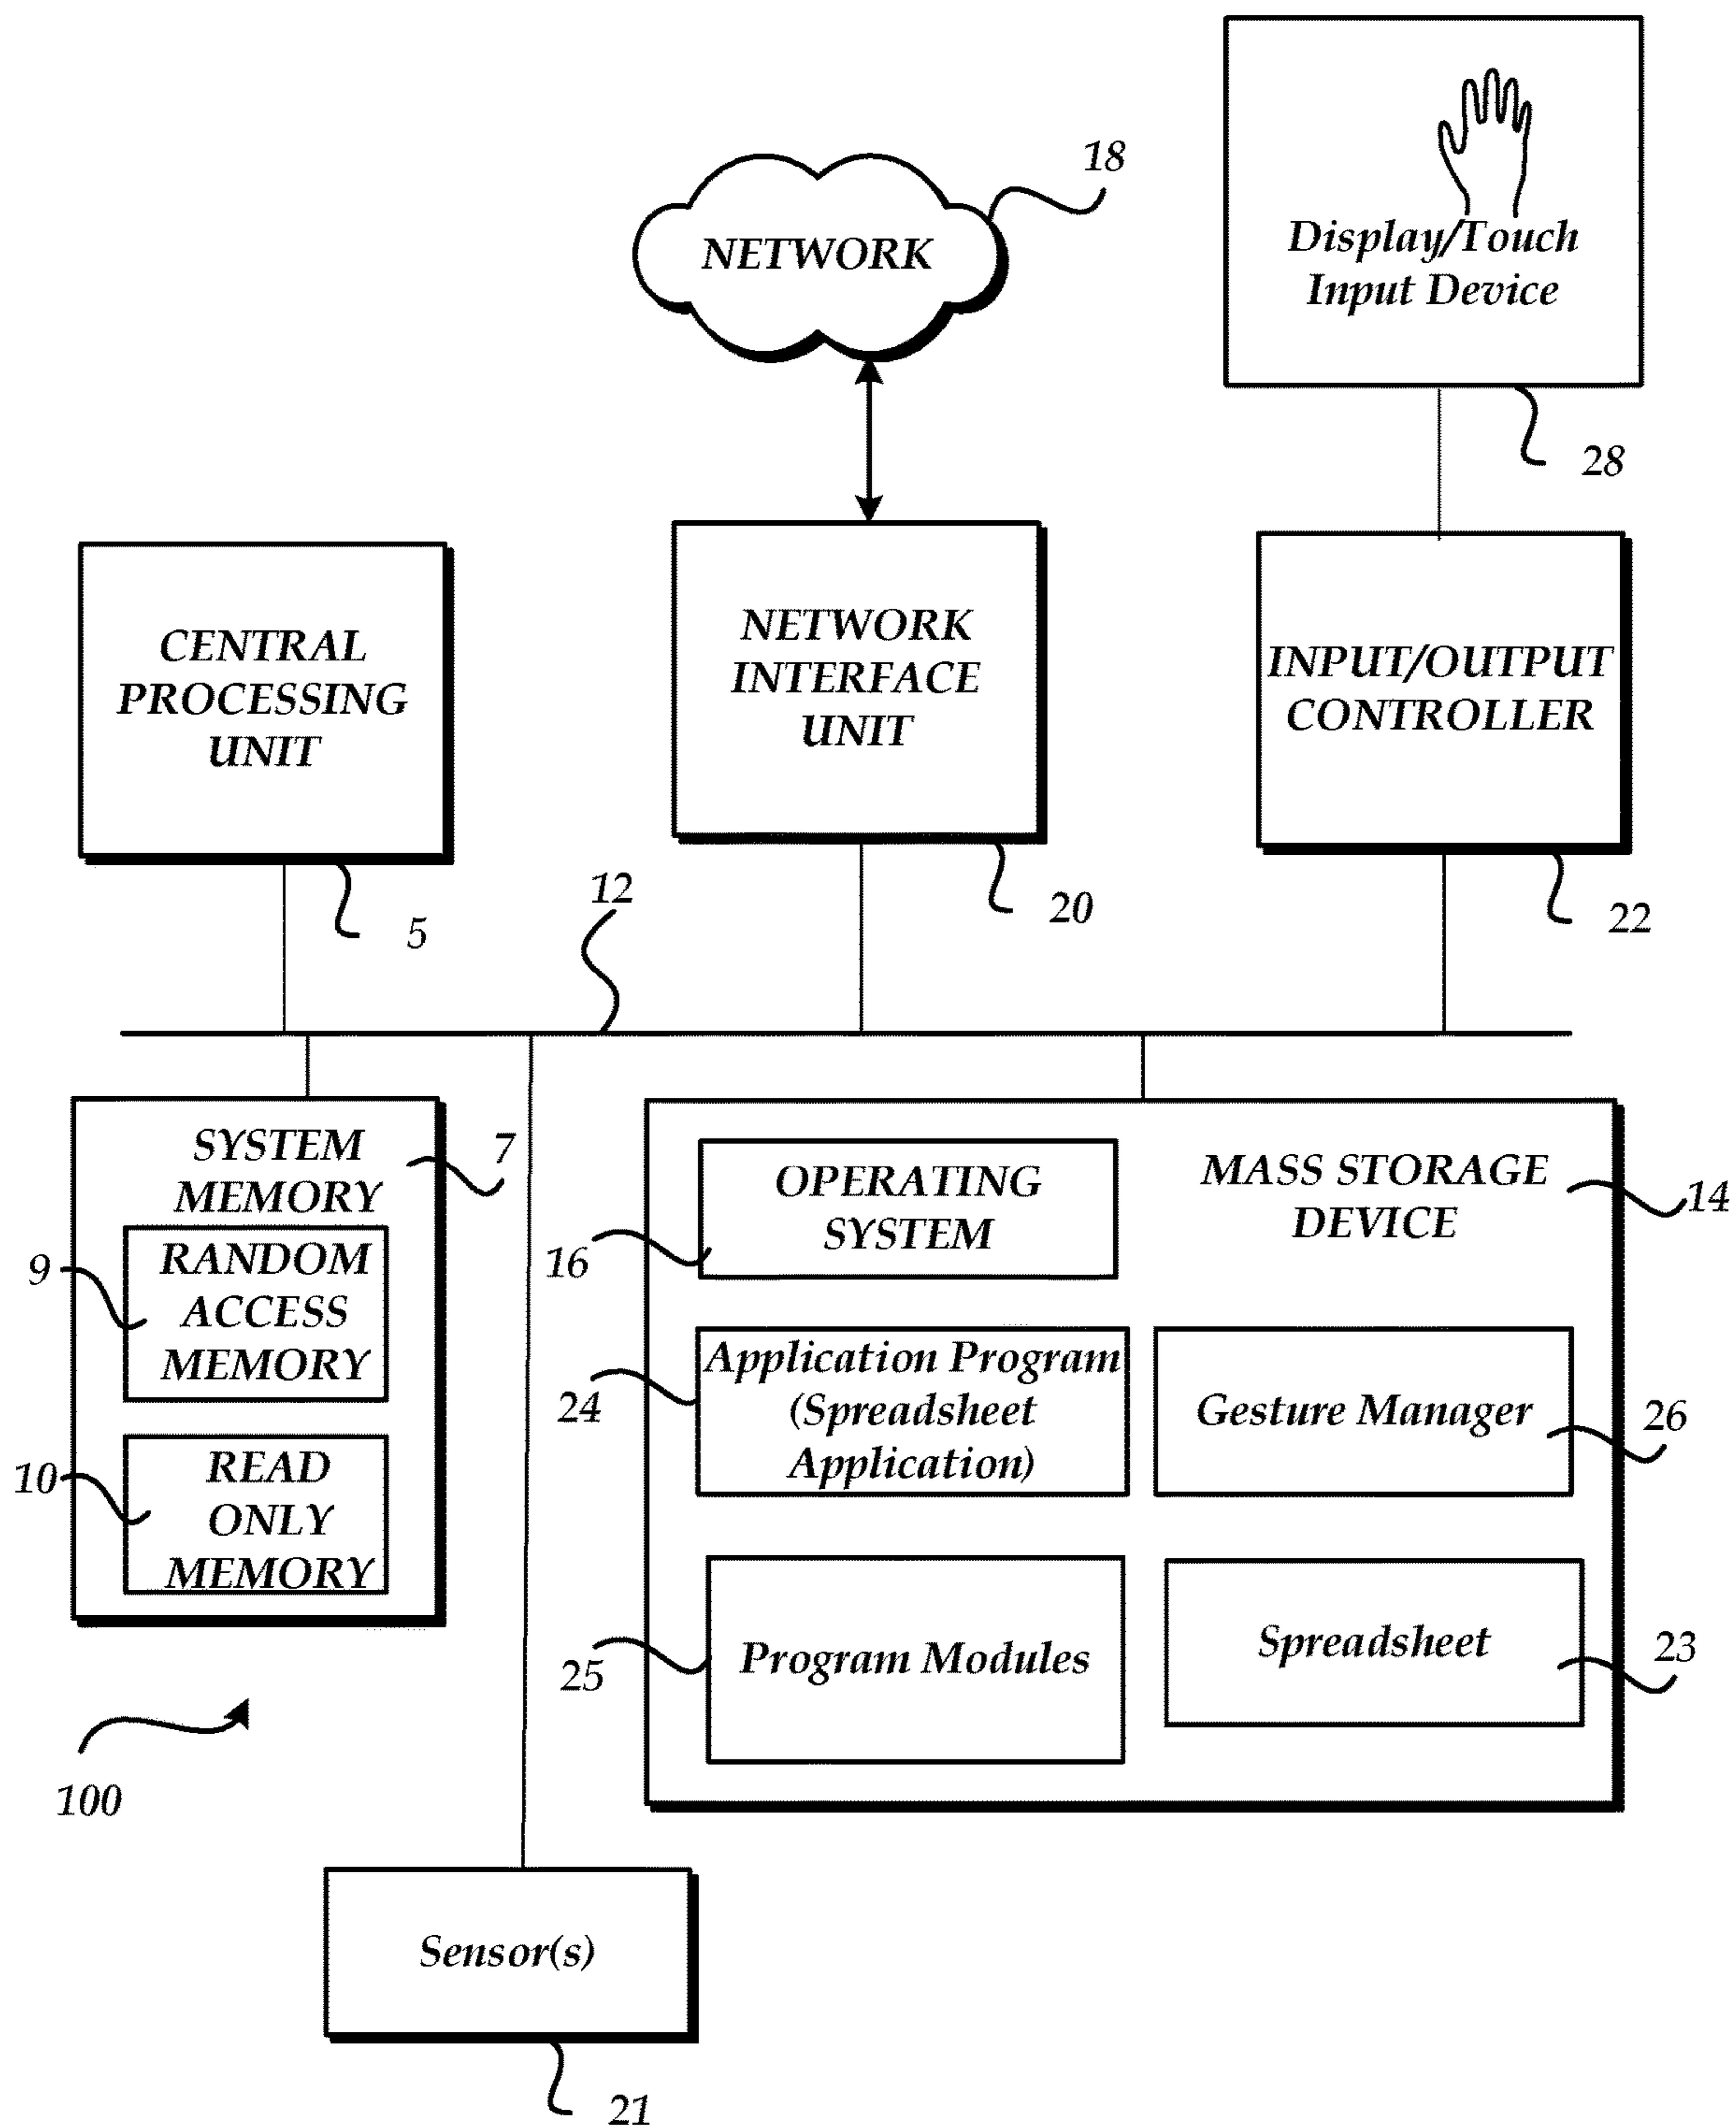 18
NETWORK
Display/Touch
Input Device
28
CENTRAL
PROCESSING
UNIT
5
NETWORK
INTERFACE
UNIT
20
INPUT/OUTPUT
CONTROLLER
22
12
SYSTEM
MEMORY
7
RANDOM
ACCESS
MEMORY
9
READ
ONLY
MEMORY
10
OPERATING
SYSTEM
16
MASS STORAGE
DEVICE
14
Application Program
(Spreadsheet
Application)
24
Gesture Manager
26
Program Modules
25
Spreadsheet
23
100
Sensor(s)
21